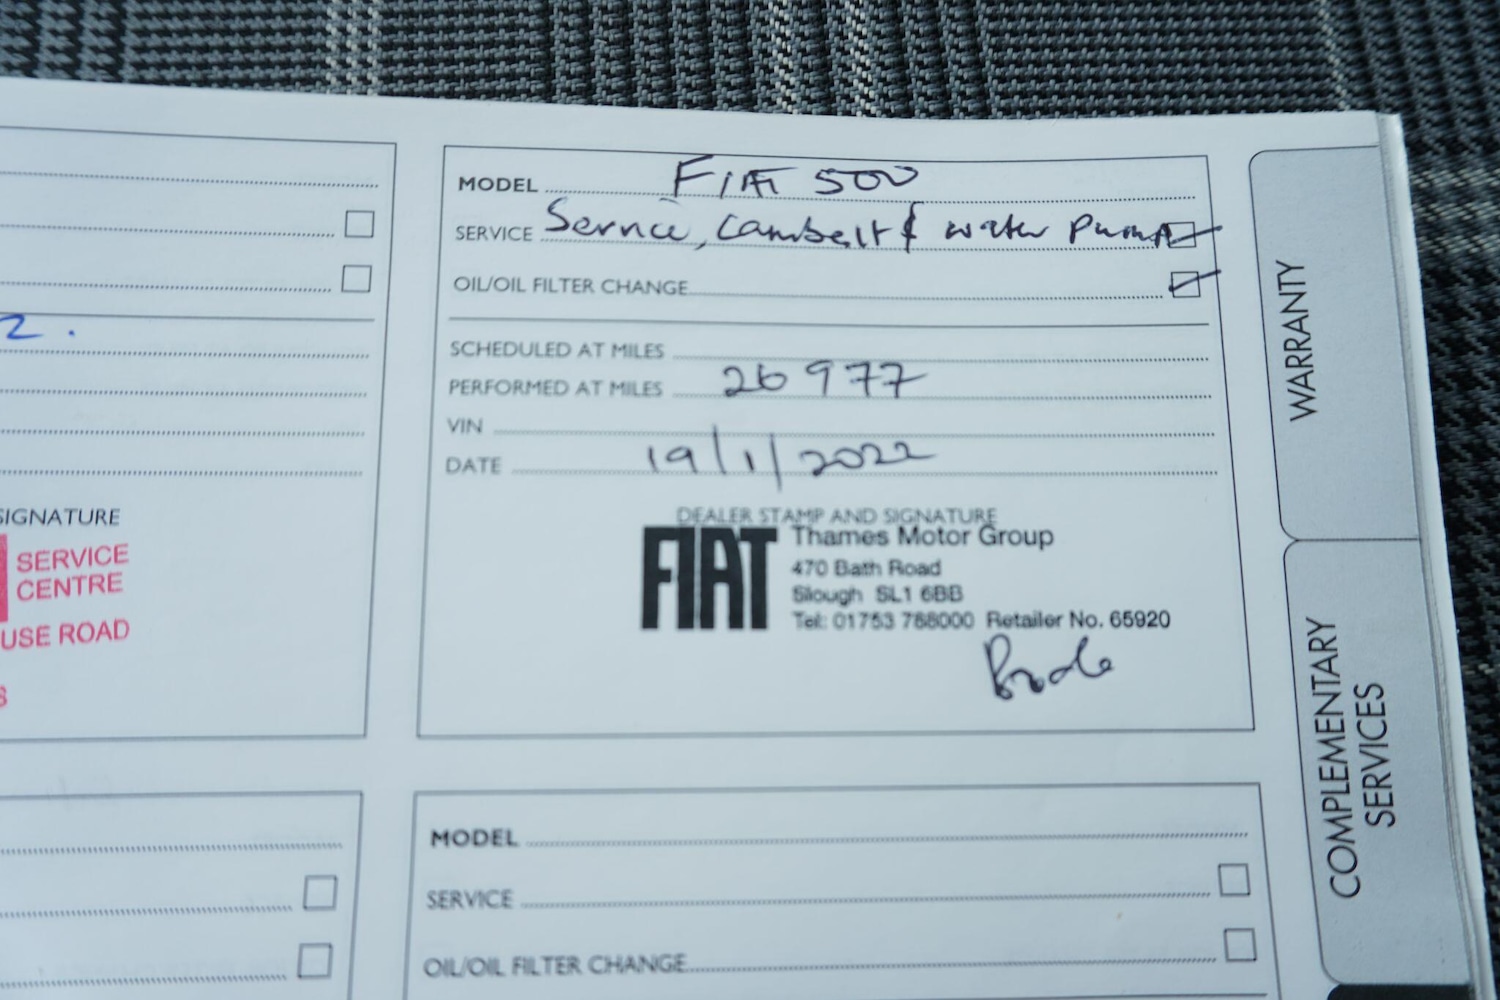 2.
SIGNATURE
SERVICE
CENTRE
USE ROAD
MODEL FIAT 500
SERVICE Service, Cambelt & water Pump
OIL/OIL FILTER CHANGE
SCHEDULED AT MILES
PERFORMED AT MILES 26977
VIN
DATE 19/1/2022
DEALER STAMP AND SIGNATURE
FIAT
Thames Motor Group
470 Bath Road
Slough SL1 6BB
Tel: 01753 788000 Retailer No. 65920
MODEL
SERVICE
OIL/OIL FILTER CHANGE
WARRANTY
COMPLEMENTARY
SERVICES